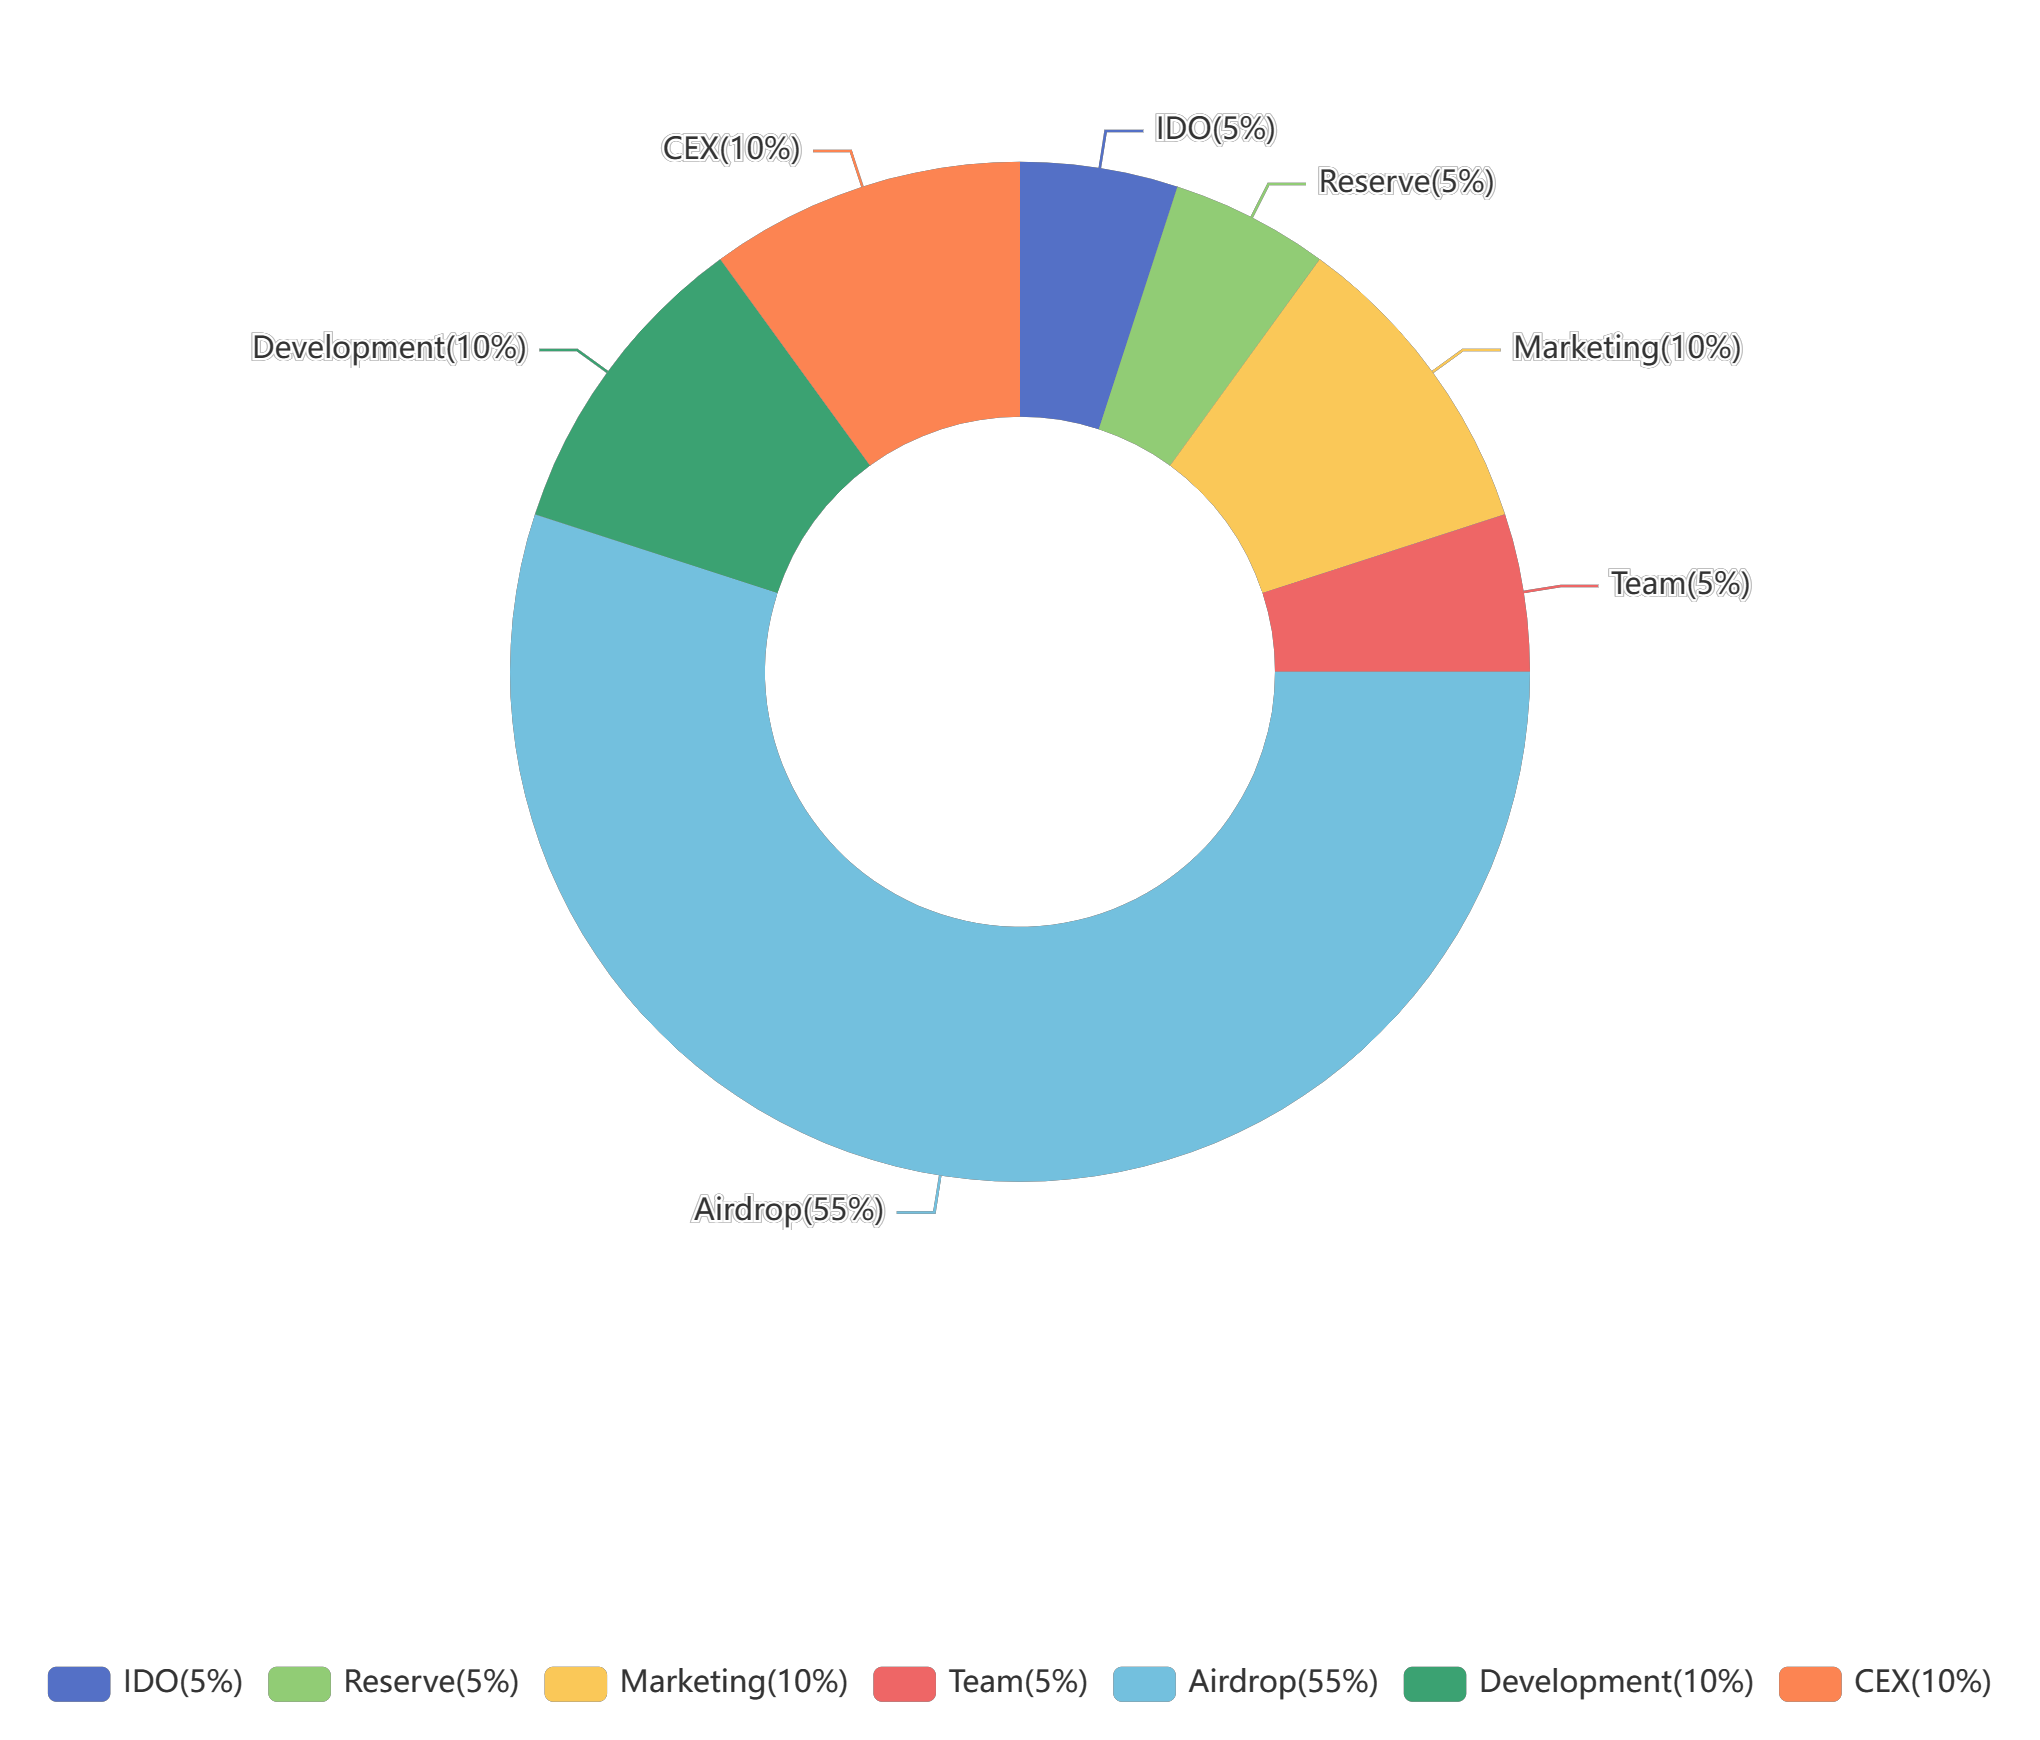 IDO(5%)
CEX(10%)
Reserve(5%)
Development(10%)
Marketing(10%)
Team(5%)
Airdrop(55%)
IDO(5%) Reserve(5%) Marketing(10%) Team(5%) Airdrop(55%) Development(10%) CEX(10%)